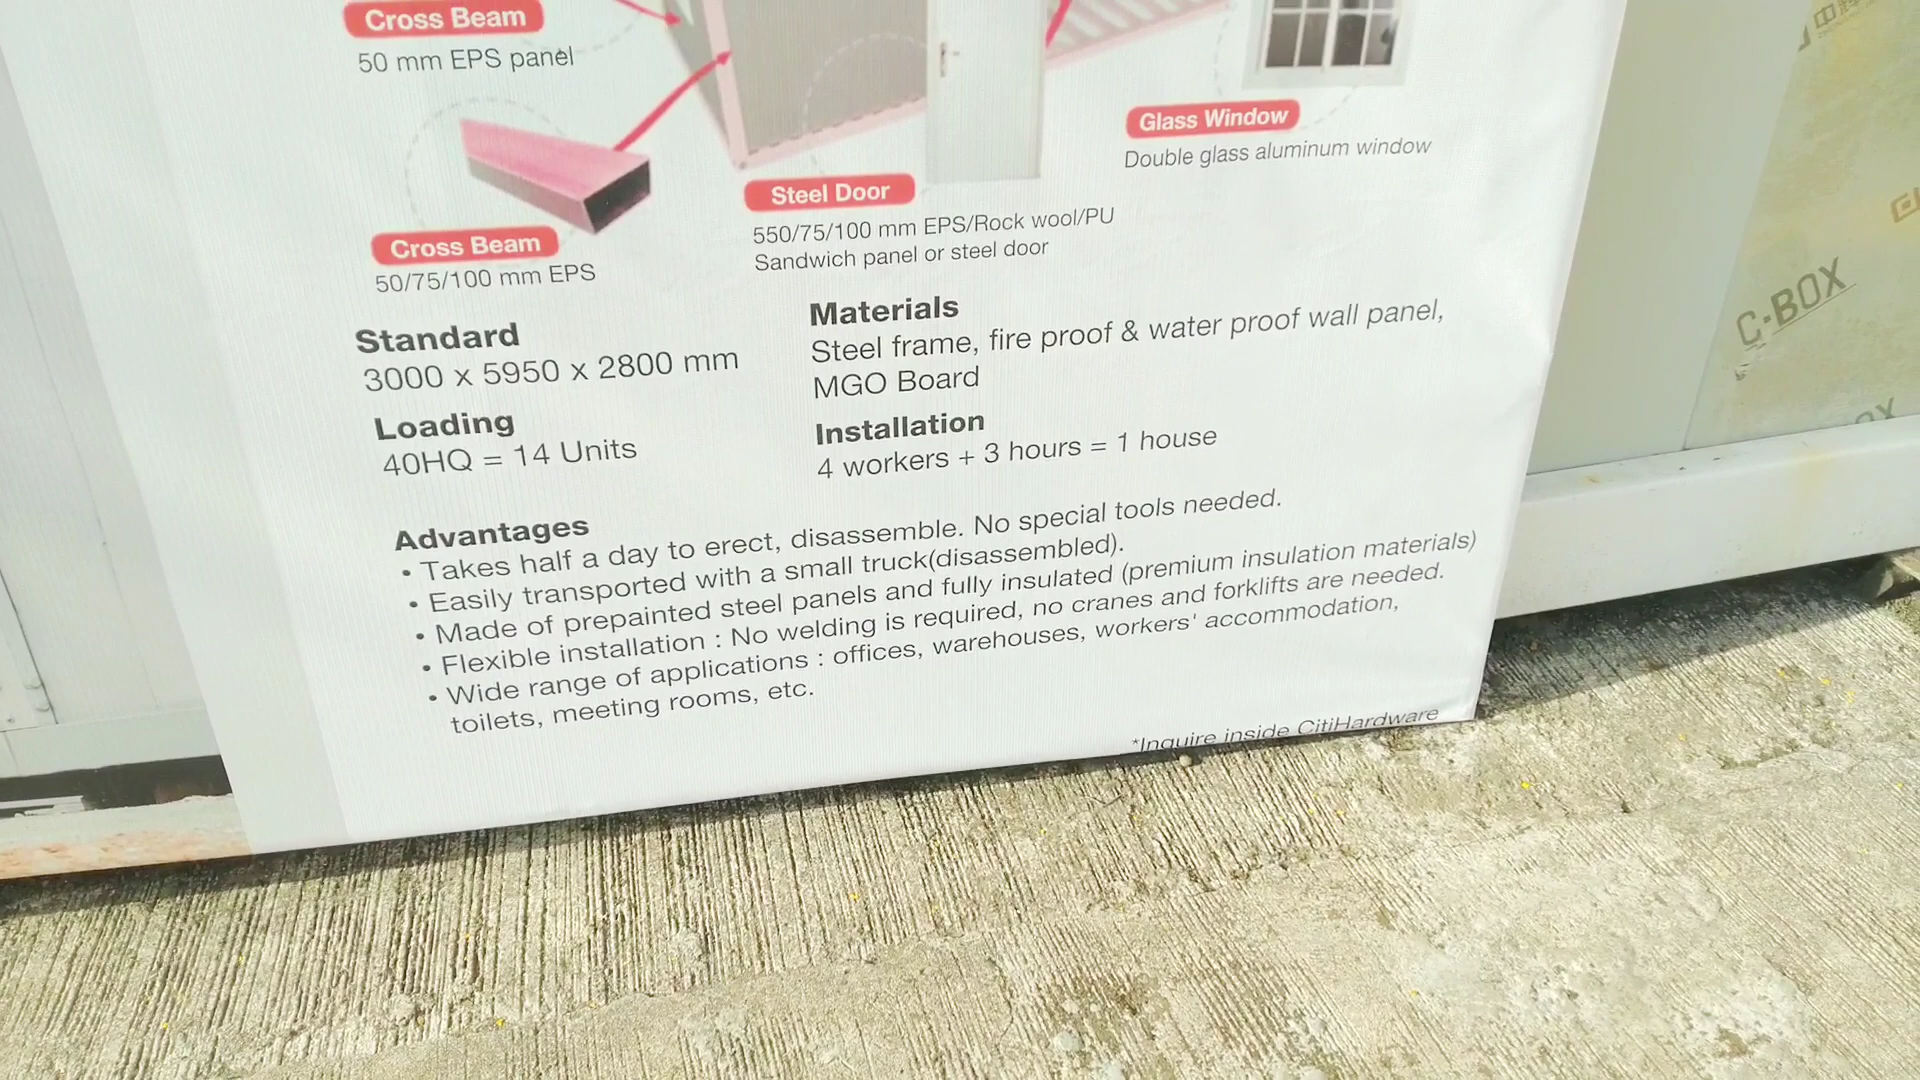 Cross Beam
50 mm EPS panel
Glass Window
Double glass aluminum window
Steel Door
550/75/100 mm EPS/Rock wool/PU
Sandwich panel or steel door
Cross Beam
50/75/100 mm EPS
Standard
3000 x 5950 x 2800 mm
Loading
40HQ = 14 Units
Materials
Steel frame, fire proof & water proof wall panel,
MGO Board
Installation
4 workers + 3 hours = 1 house
Advantages
• Takes half a day to erect, disassemble. No special tools needed.
• Easily transported with a small truck(disassembled).
• Made of prepainted steel panels and fully insulated (premium insulation materials)
• Flexible installation : No welding is required, no cranes and forklifts are needed.
• Wide range of applications : offices, warehouses, workers' accommodation,
toilets, meeting rooms, etc.
*Inquire inside CitiHardware
C-BOX